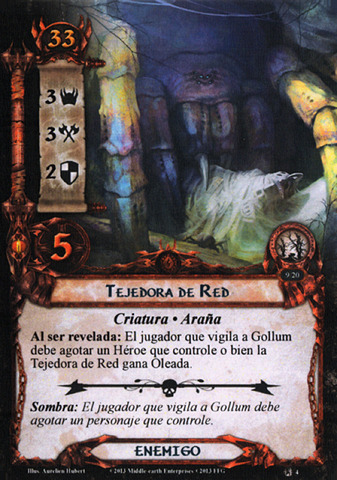 33
3
3
2
5
9-20
TEJEDORA DE RED
Criatura • Araña
Al ser revelada: El jugador que vigila a Gollum
debe agotar un Héroe que controle o bien la
Tejedora de Red gana Oleada.
Sombra: El jugador que vigila a Gollum debe
agotar un personaje que controle.
ENEMIGO
Illus. Aurelien Hubert
©2013 Middle earth Enterprises ©2013 FFG
4